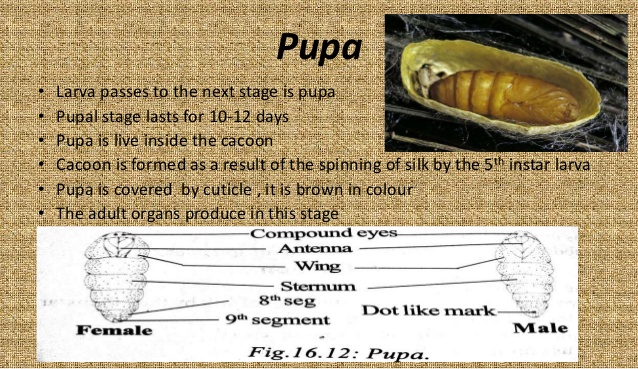 Pupa
• Larva passes to the next stage is pupa
• Pupal stage lasts for 10-12 days
• Pupa is live inside the cacoon
• Cacoon is formed as a result of the spinning of silk by the 5th instar larva
• Pupa is covered by cuticle , it is brown in colour
• The adult organs produce in this stage
Compound eyes
Antenna
Wing
Sternum
8th seg
Dot like mark
9th segment
Female
Male
Fig.16.12: Pupa.